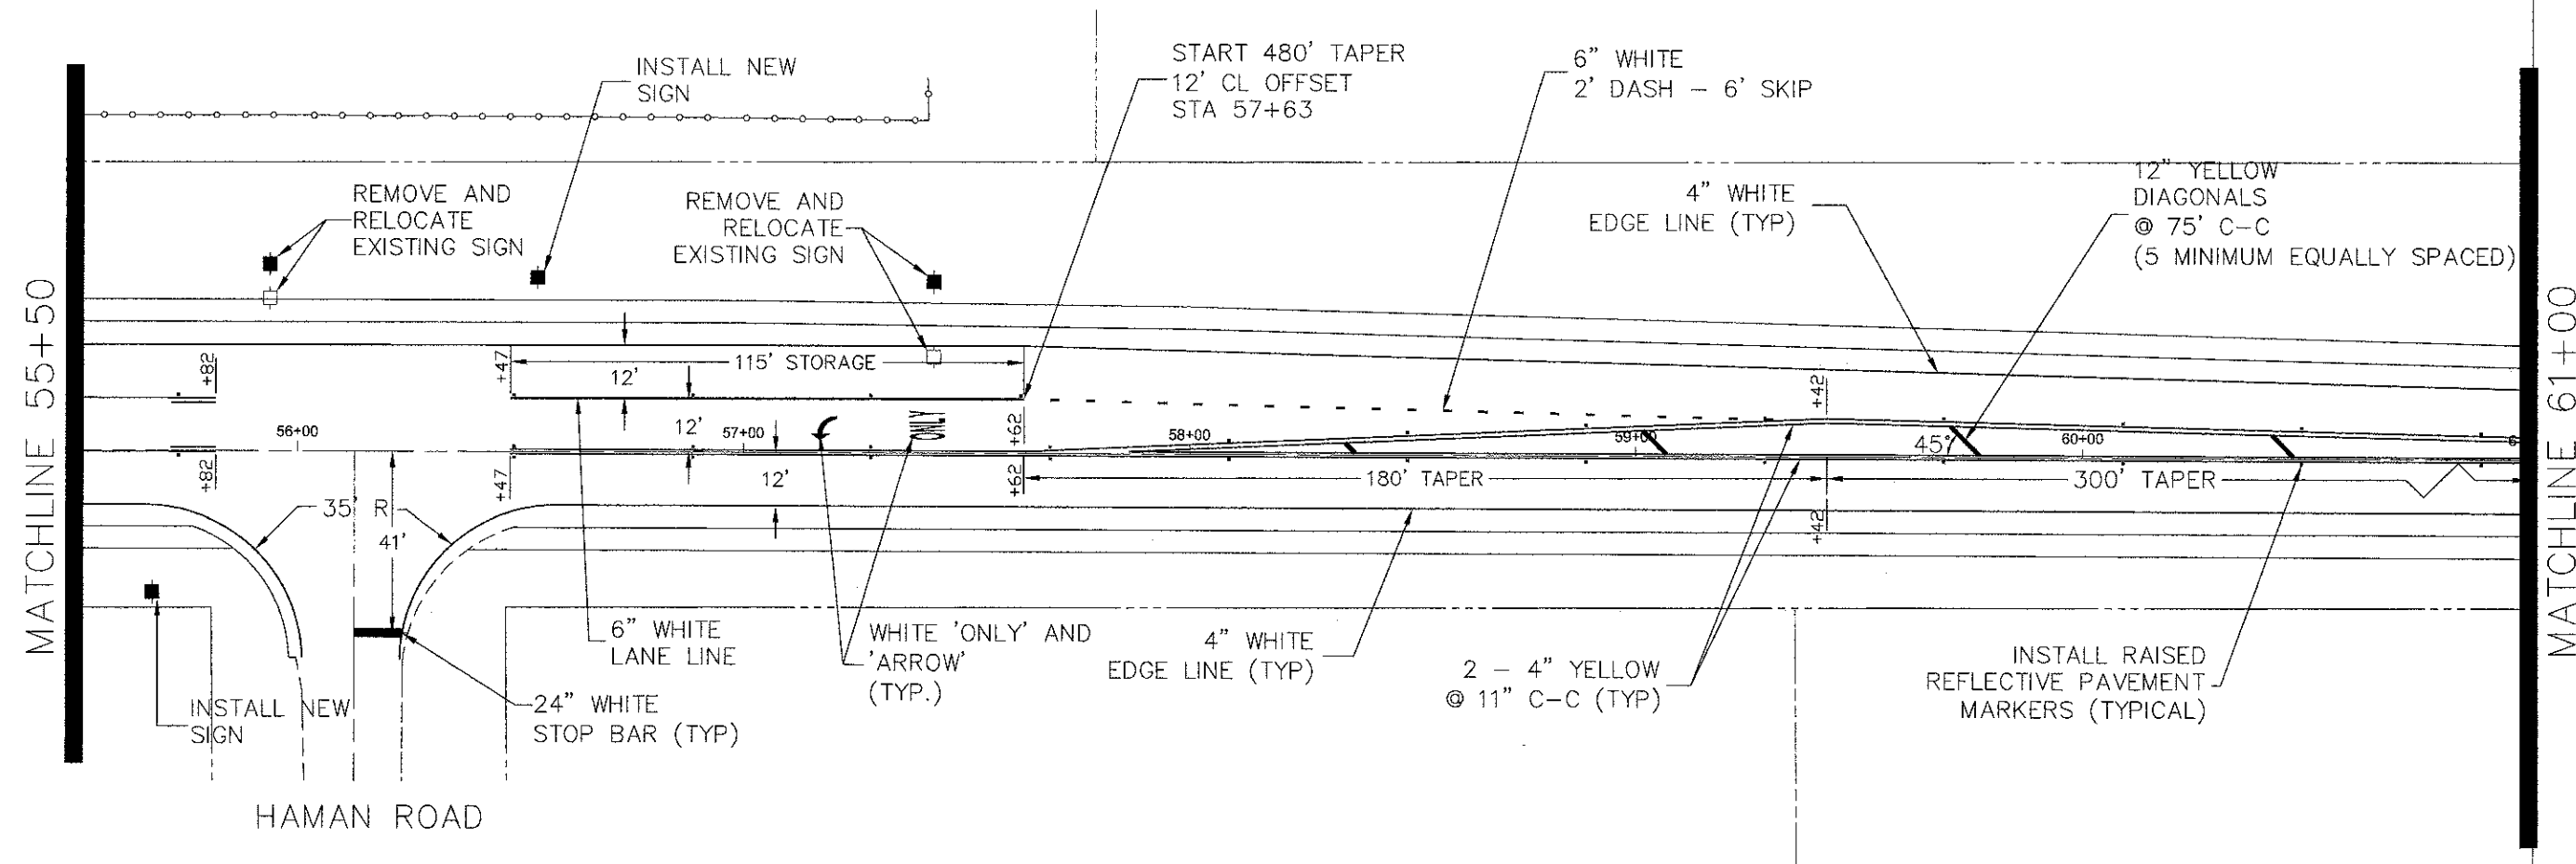 INSTALL NEW
SIGN
START 480' TAPER
12' CL OFFSET
STA 57+63
6" WHITE
2' DASH - 6' SKIP
REMOVE AND
RELOCATE
EXISTING SIGN
REMOVE AND
RELOCATE
EXISTING SIGN
4" WHITE
EDGE LINE (TYP)
12" YELLOW
DIAGONALS
@ 75' C-C
(5 MINIMUM EQUALLY SPACED)
MATCHLINE 55+50
MATCHLINE 61+00
+82
+47
115' STORAGE
12'
+42
56+00
12'
57+00
ONLY
+62
58+00
59+00
45°
60+00
6
+82
+47
12'
+62
180' TAPER
300' TAPER
35' R
41'
+42
6" WHITE
LANE LINE
WHITE 'ONLY' AND
'ARROW'
(TYP.)
4" WHITE
EDGE LINE (TYP)
2 - 4" YELLOW
@ 11" C-C (TYP)
INSTALL RAISED
REFLECTIVE PAVEMENT
MARKERS (TYPICAL)
INSTALL NEW
SIGN
24" WHITE
STOP BAR (TYP)
HAMAN ROAD